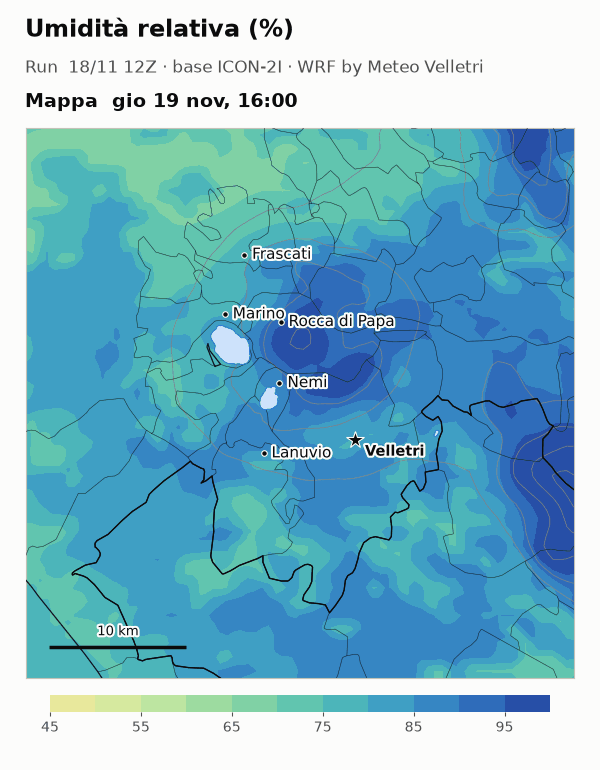 Umidità relativa (%)
Run 18/11 12Z · base ICON-2I · WRF by Meteo Velletri
Mappa gio 19 nov, 16:00
Frascati
Marino
Rocca di Papa
Nemi
Velletri
Lanuvio
10 km
45 55 65 75 85 95